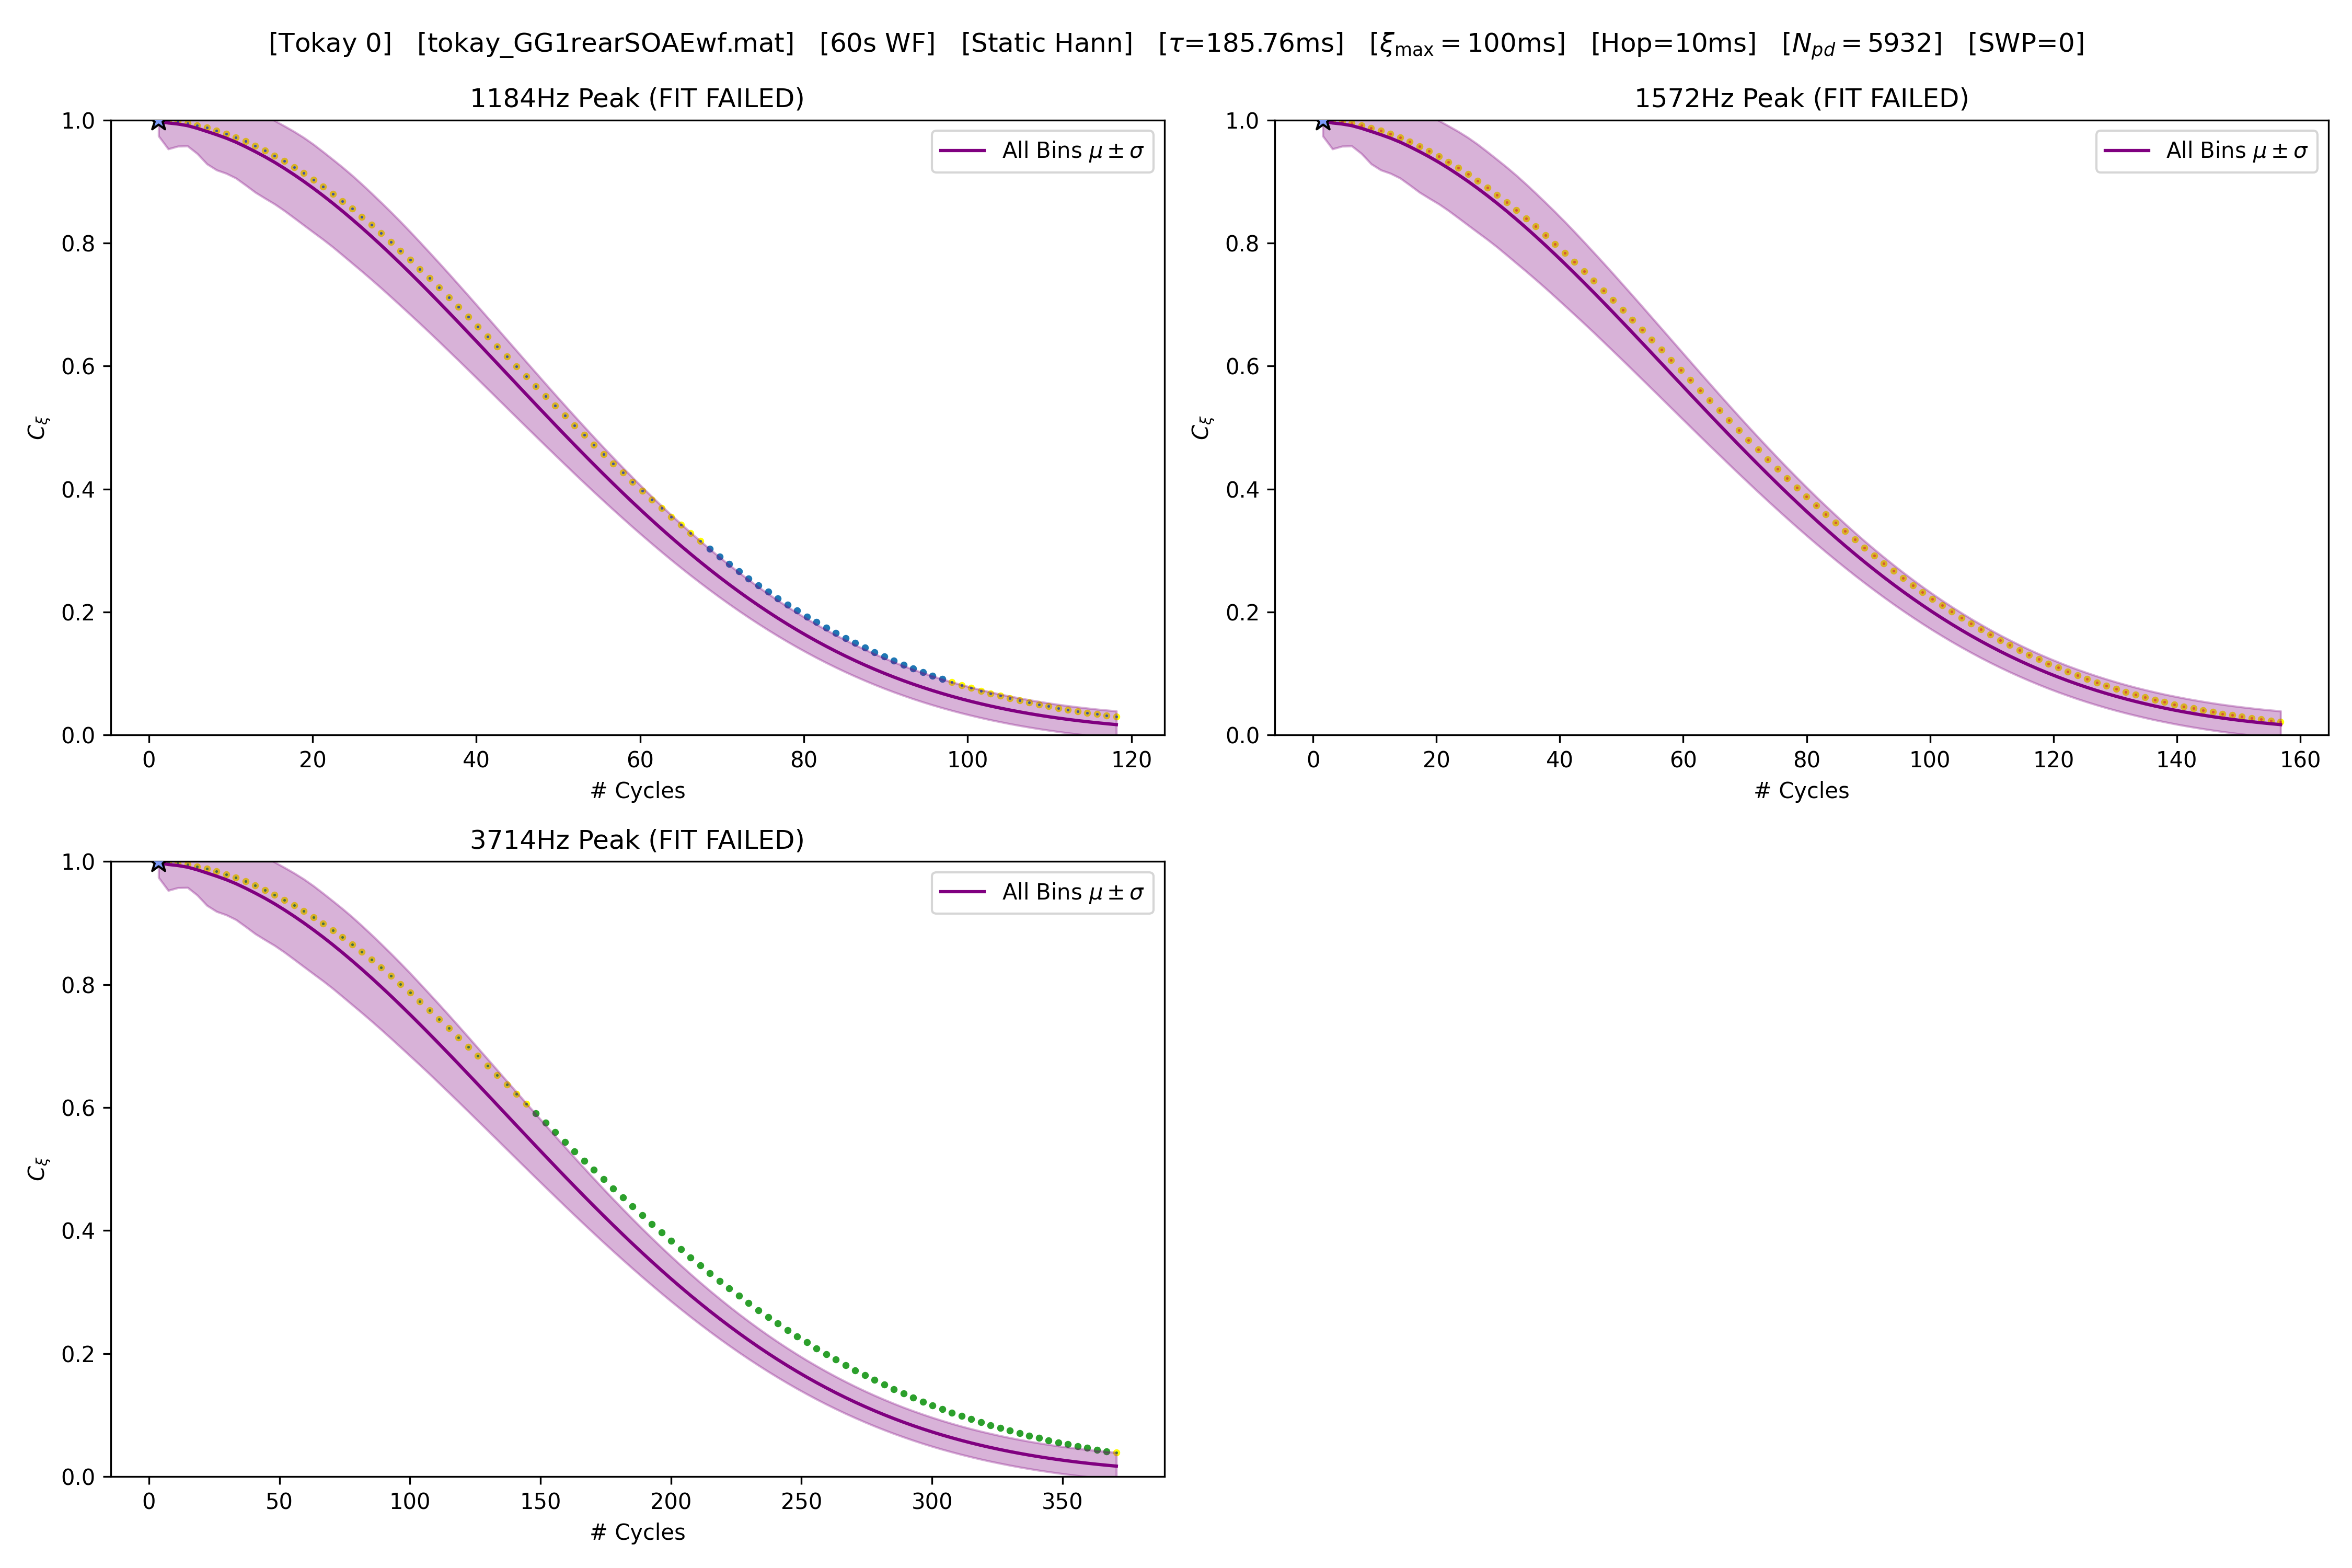 [Tokay 0] [tokay_GG1rearSOAEwf.mat] [60s WF] [Static Hann] [τ=185.76ms] [ξ_max = 100ms] [Hop=10ms] [N_pd = 5932] [SWP=0]
1184Hz Peak (FIT FAILED)
1.0
0.8
0.6
0.4
0.2
0.0
C_ξ
All Bins μ ± σ
0 20 40 60 80 100 120
# Cycles
1572Hz Peak (FIT FAILED)
1.0
0.8
0.6
0.4
0.2
0.0
C_ξ
All Bins μ ± σ
0 20 40 60 80 100 120 140 160
# Cycles
3714Hz Peak (FIT FAILED)
1.0
0.8
0.6
0.4
0.2
0.0
C_ξ
All Bins μ ± σ
0 50 100 150 200 250 300 350
# Cycles